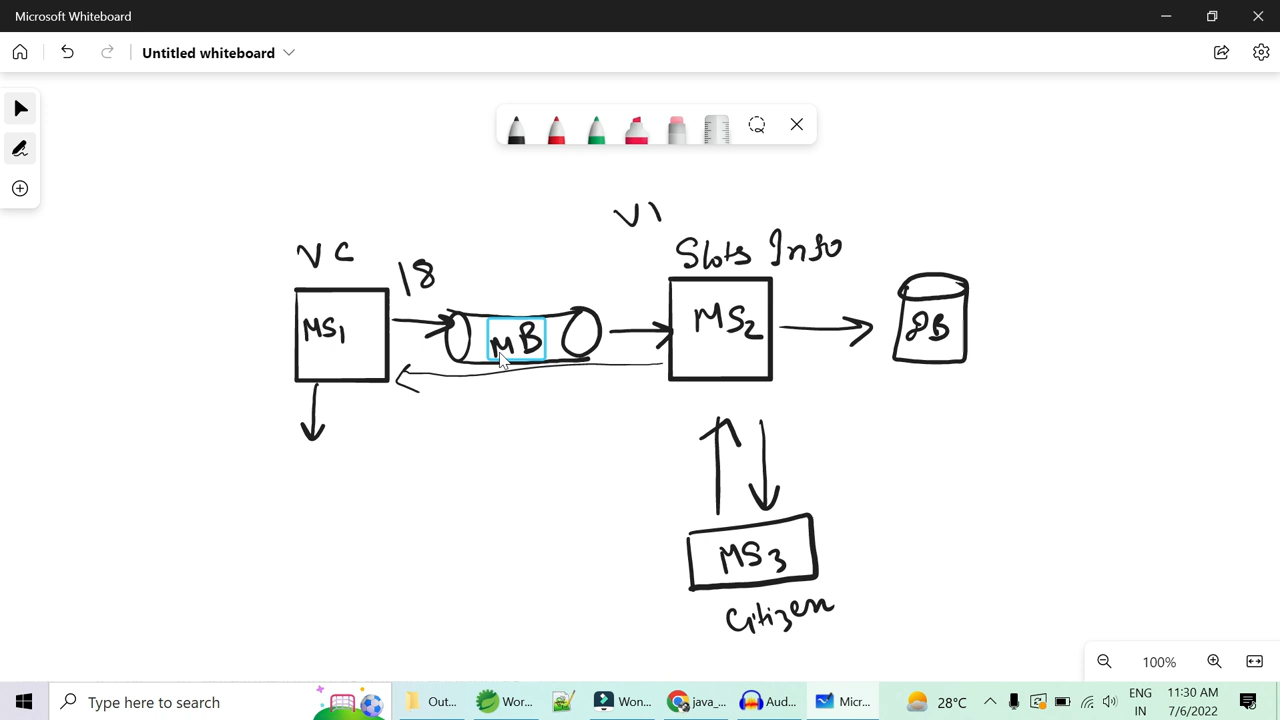 Microsoft Whiteboard
Untitled whiteboard
V1
VC
18
Slots Info
MS1
MB
MS2
DB
MS3
Citizen
100%
Type here to search
Out...
Wor...
Won...
java_...
Aud...
Micr...
28°C
ENG
IN
11:30 AM
7/6/2022